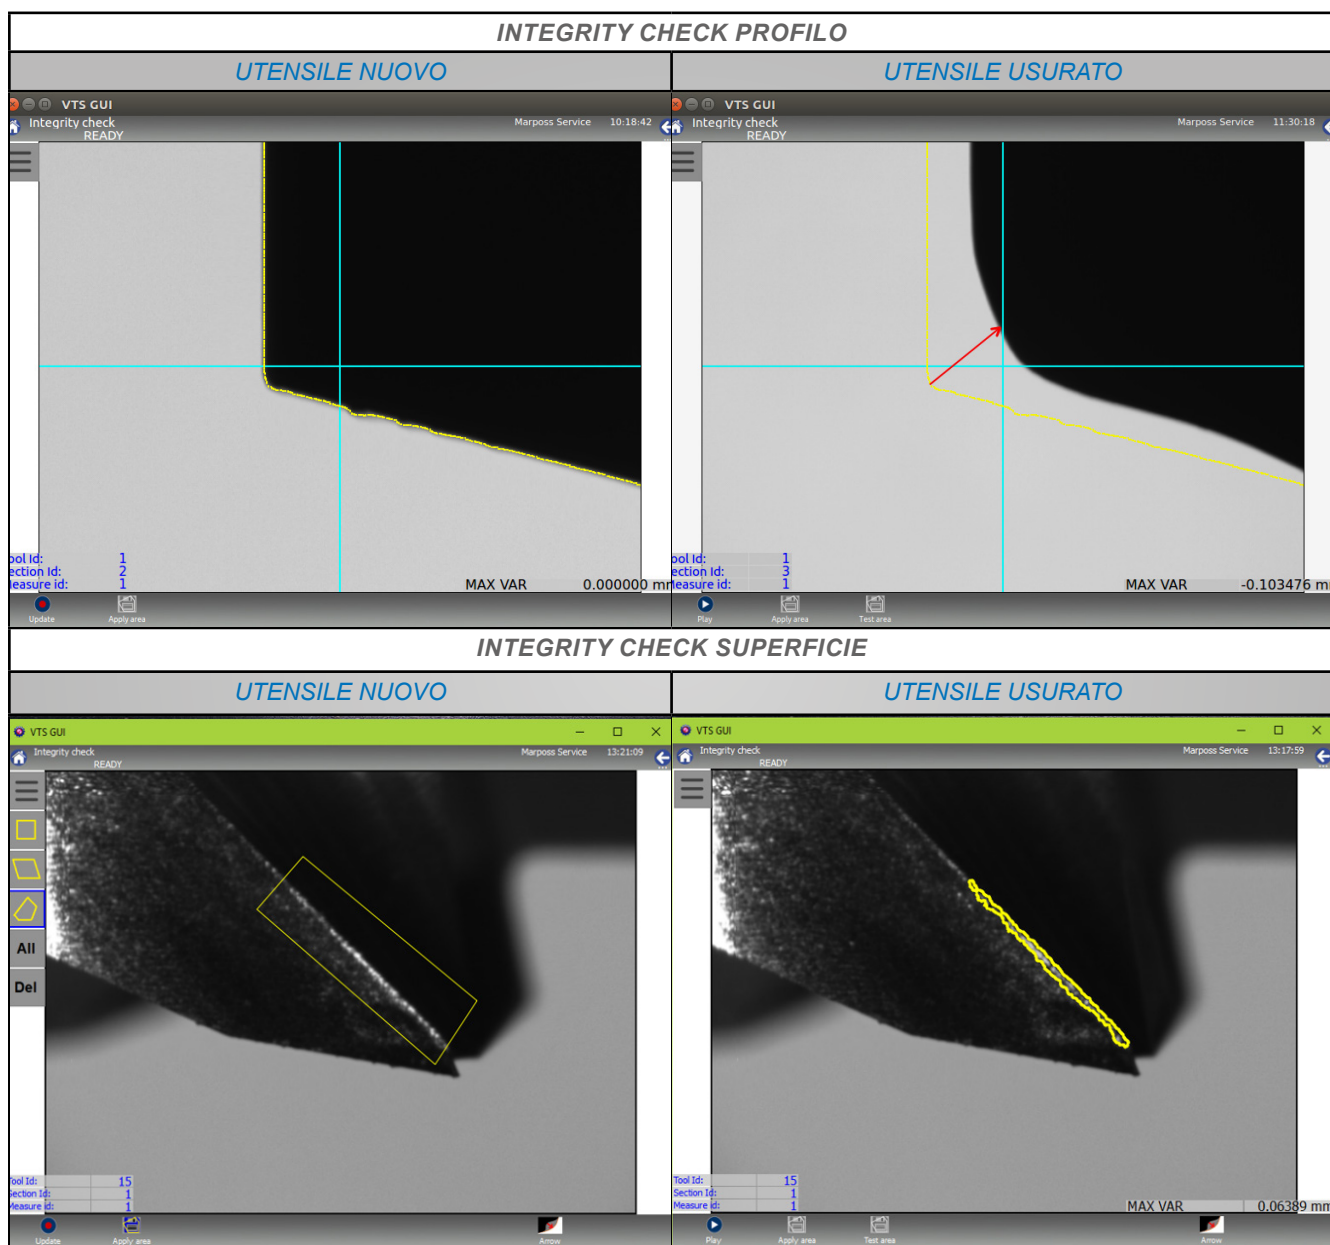 INTEGRITY CHECK PROFILO
UTENSILE NUOVO
UTENSILE USURATO
VTS GUI
Integrity check
READY
Marposs Service 10:18:42
ool Id: 1
ection Id: 2
Measure id: 1
MAX VAR 0.000000 mm
Update
Apply area
VTS GUI
Integrity check
READY
Marposs Service 11:30:18
ool Id: 1
ection Id: 3
Measure id: 1
MAX VAR -0.103476 m
Play
Apply area
Test area
INTEGRITY CHECK SUPERFICIE
UTENSILE NUOVO
UTENSILE USURATO
VTS GUI
Integrity check
READY
Marposs Service 13:21:09
All
Del
Tool Id: 15
Section Id: 1
Measure id: 1
Update
Apply area
Arrow
VTS GUI
Integrity check
READY
Marposs Service 13:17:59
Tool Id: 15
Section Id: 1
Measure id: 1
MAX VAR 0.06389 mm
Play
Apply area
Test area
Arrow